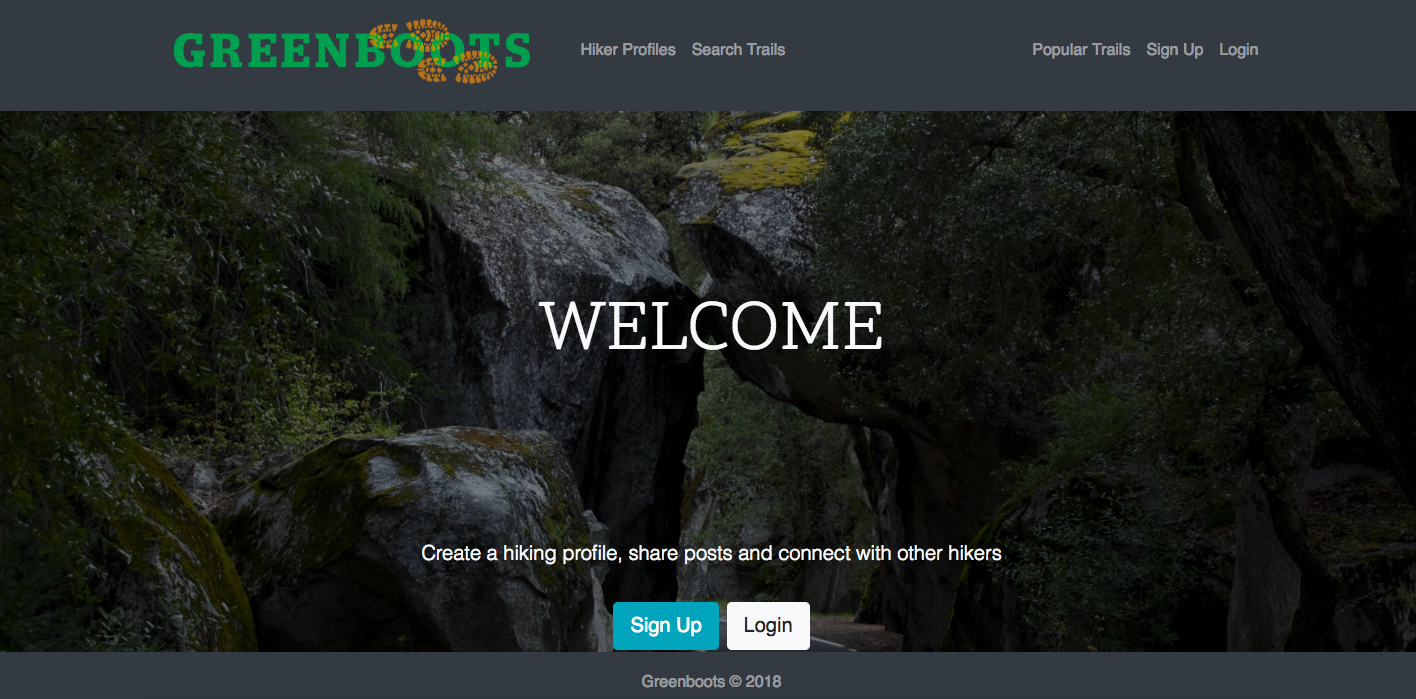 GREENBOOTS
Hiker Profiles Search Trails
Popular Trails Sign Up Login
WELCOME
Create a hiking profile, share posts and connect with other hikers
Sign Up Login
Greenboots © 2018